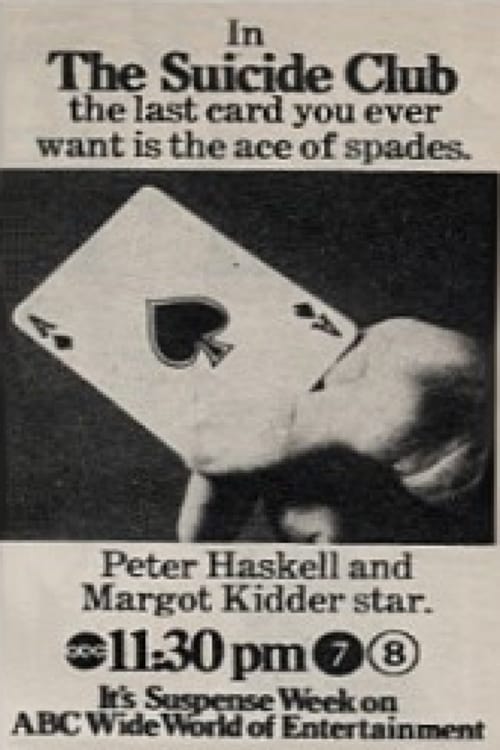 In
The Suicide Club
the last card you ever
want is the ace of spades.
A
A
Peter Haskell and
Margot Kidder star.
abc 11:30 pm 7 8
It's Suspense Week on
ABC Wide World of Entertainment